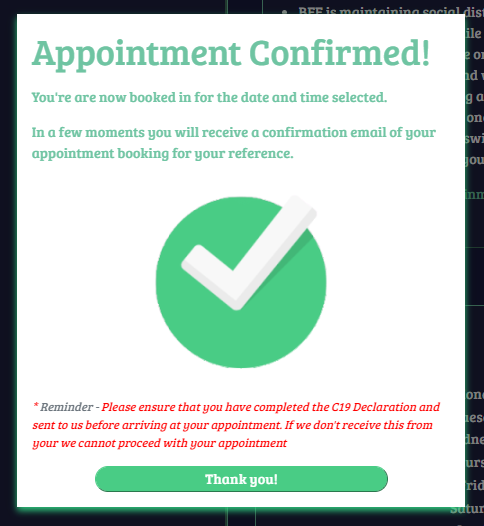 BFF is maintaining social dist
Appointment Confirmed!
You're are now booked in for the date and time selected.
In a few moments you will receive a confirmation email of your
appointment booking for your reference.
* Reminder - Please ensure that you have completed the C19 Declaration and
sent to us before arriving at your appointment. If we don't receive this from
your we cannot proceed with your appointment
Thank you!